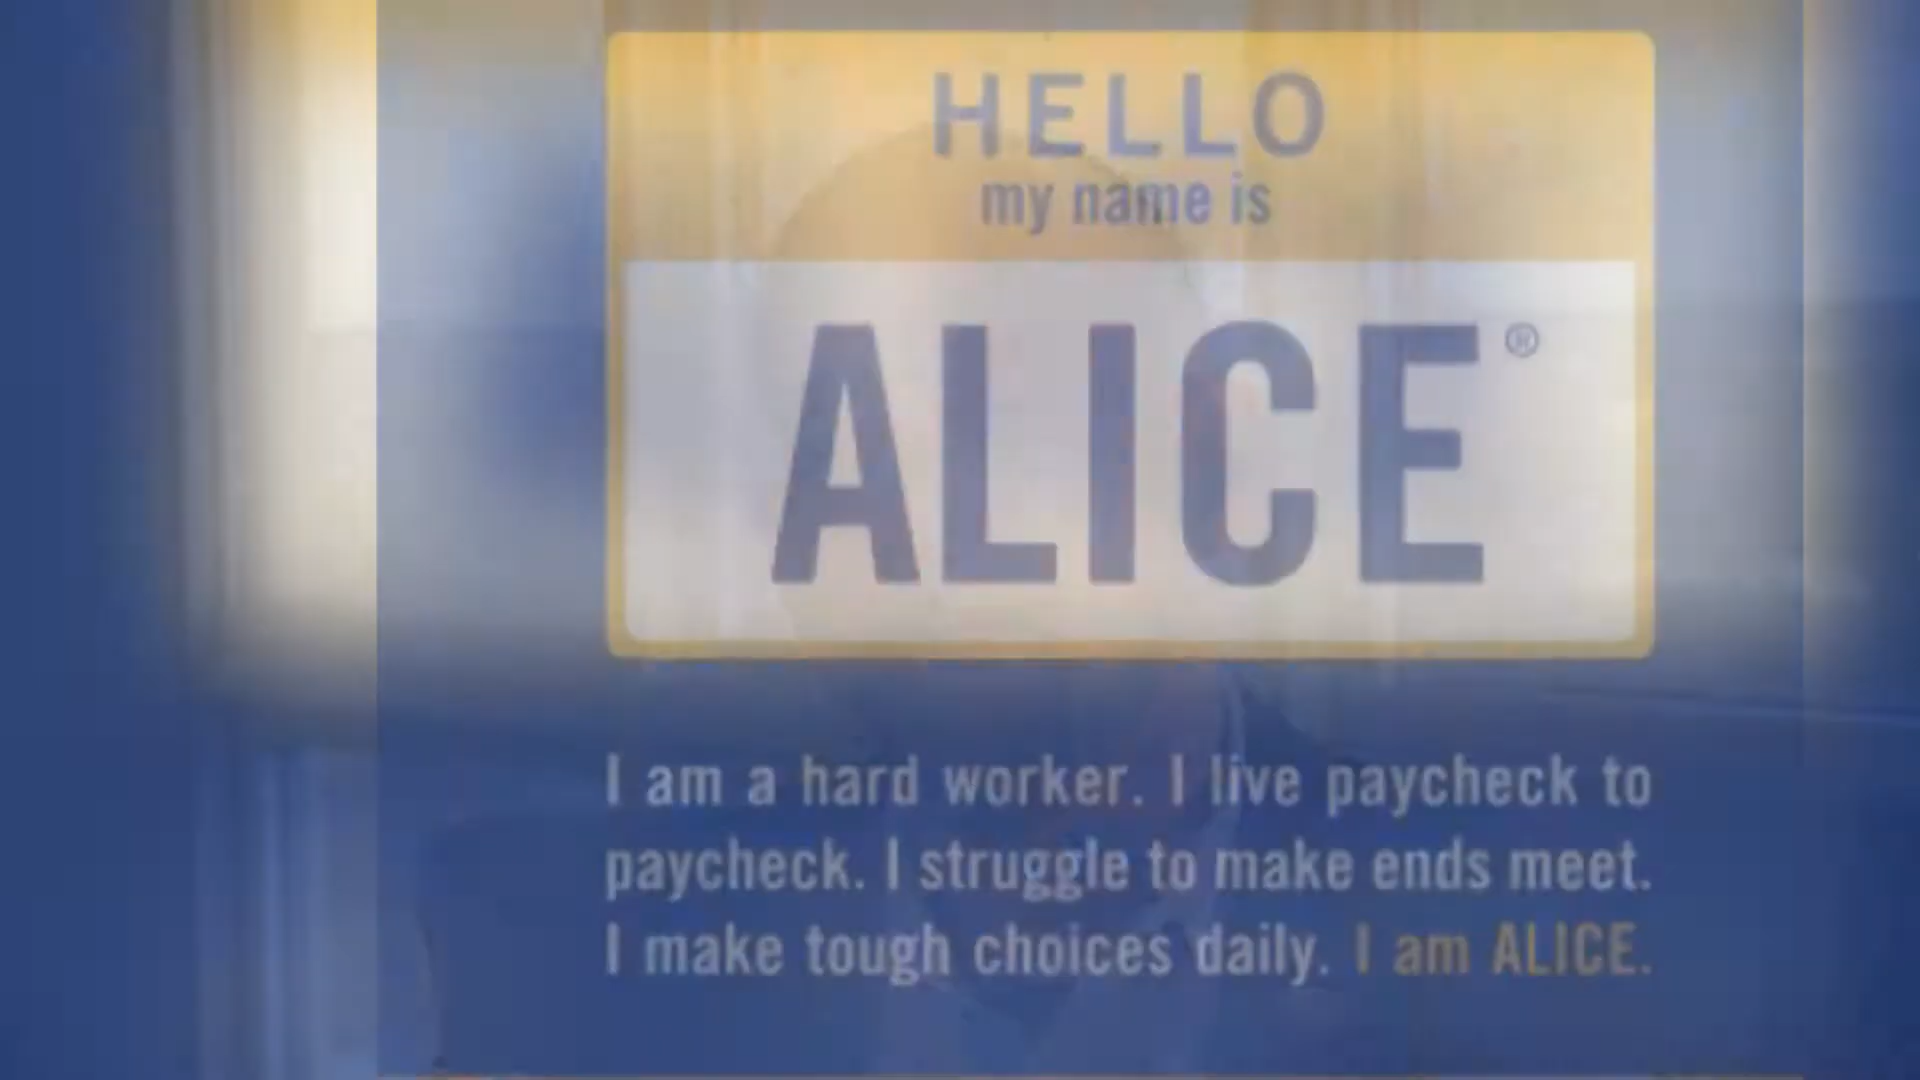 HELLO
my name is
ALICE®
I am a hard worker. I live paycheck to
paycheck. I struggle to make ends meet.
I make tough choices daily. I am ALICE.